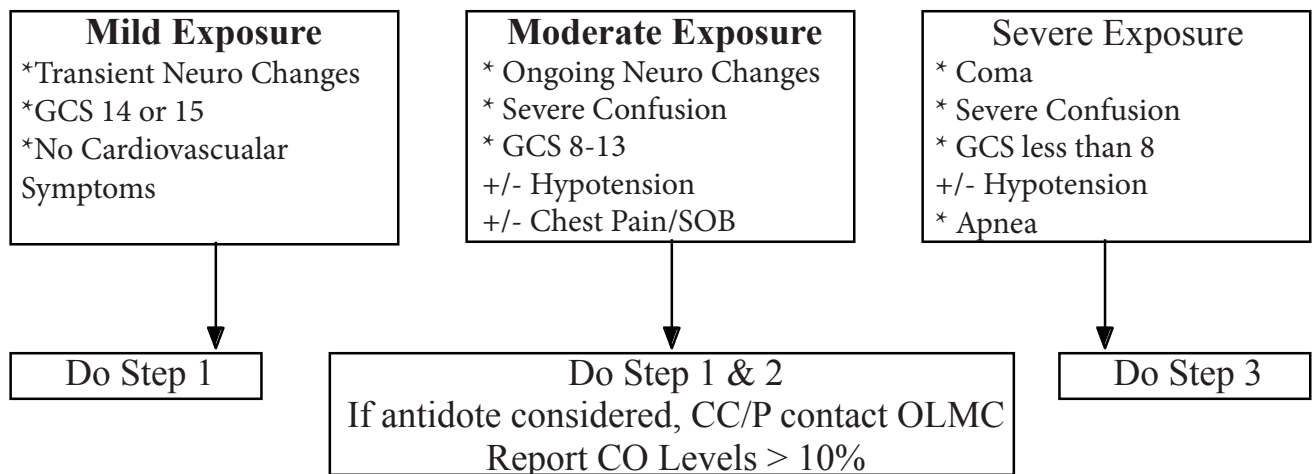 Mild Exposure
*Transient Neuro Changes
*GCS 14 or 15
*No Cardiovascualar
Symptoms
Moderate Exposure
* Ongoing Neuro Changes
* Severe Confusion
* GCS 8-13
+/- Hypotension
+/- Chest Pain/SOB
Severe Exposure
* Coma
* Severe Confusion
* GCS less than 8
+/- Hypotension
* Apnea
Do Step 1
Do Step 1 & 2
If antidote considered, CC/P contact OLMC
Report CO Levels > 10%
Do Step 3